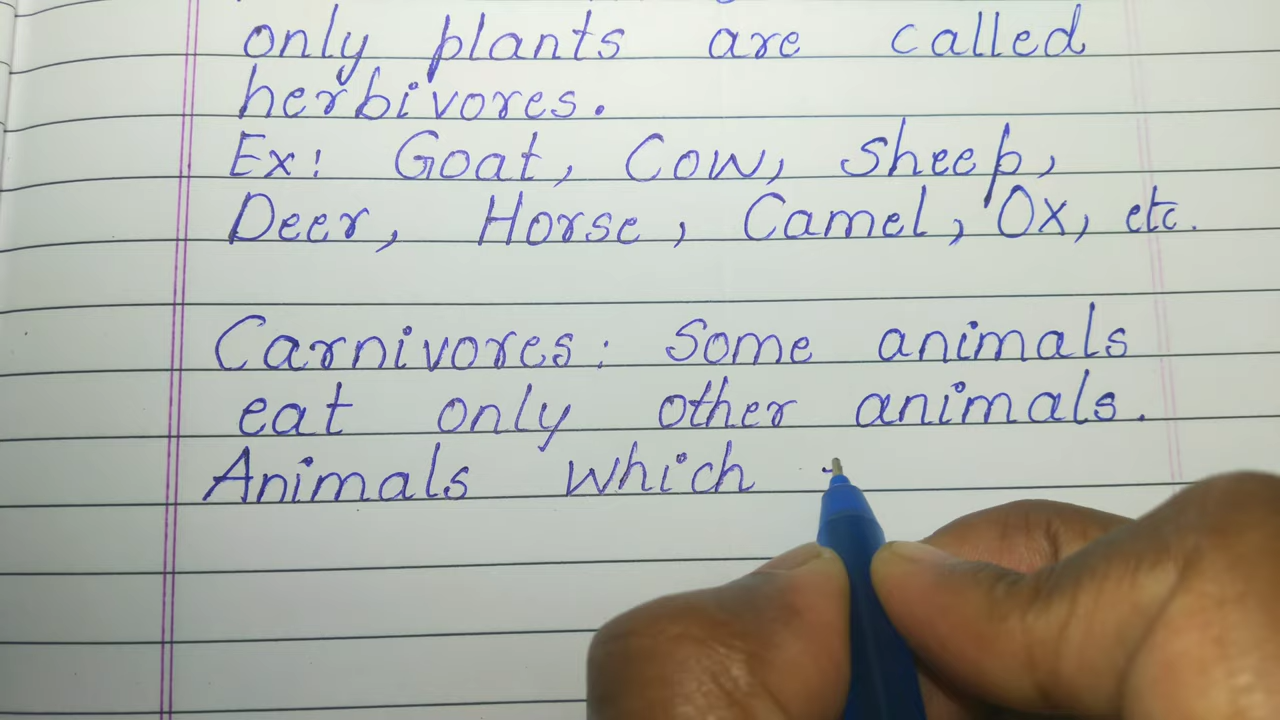 only plants are called
herbivores.
Ex: Goat, Cow, Sheep,
Deer, Horse, Camel, Ox, etc.
Carnivores: Some animals
eat only other animals.
Animals which